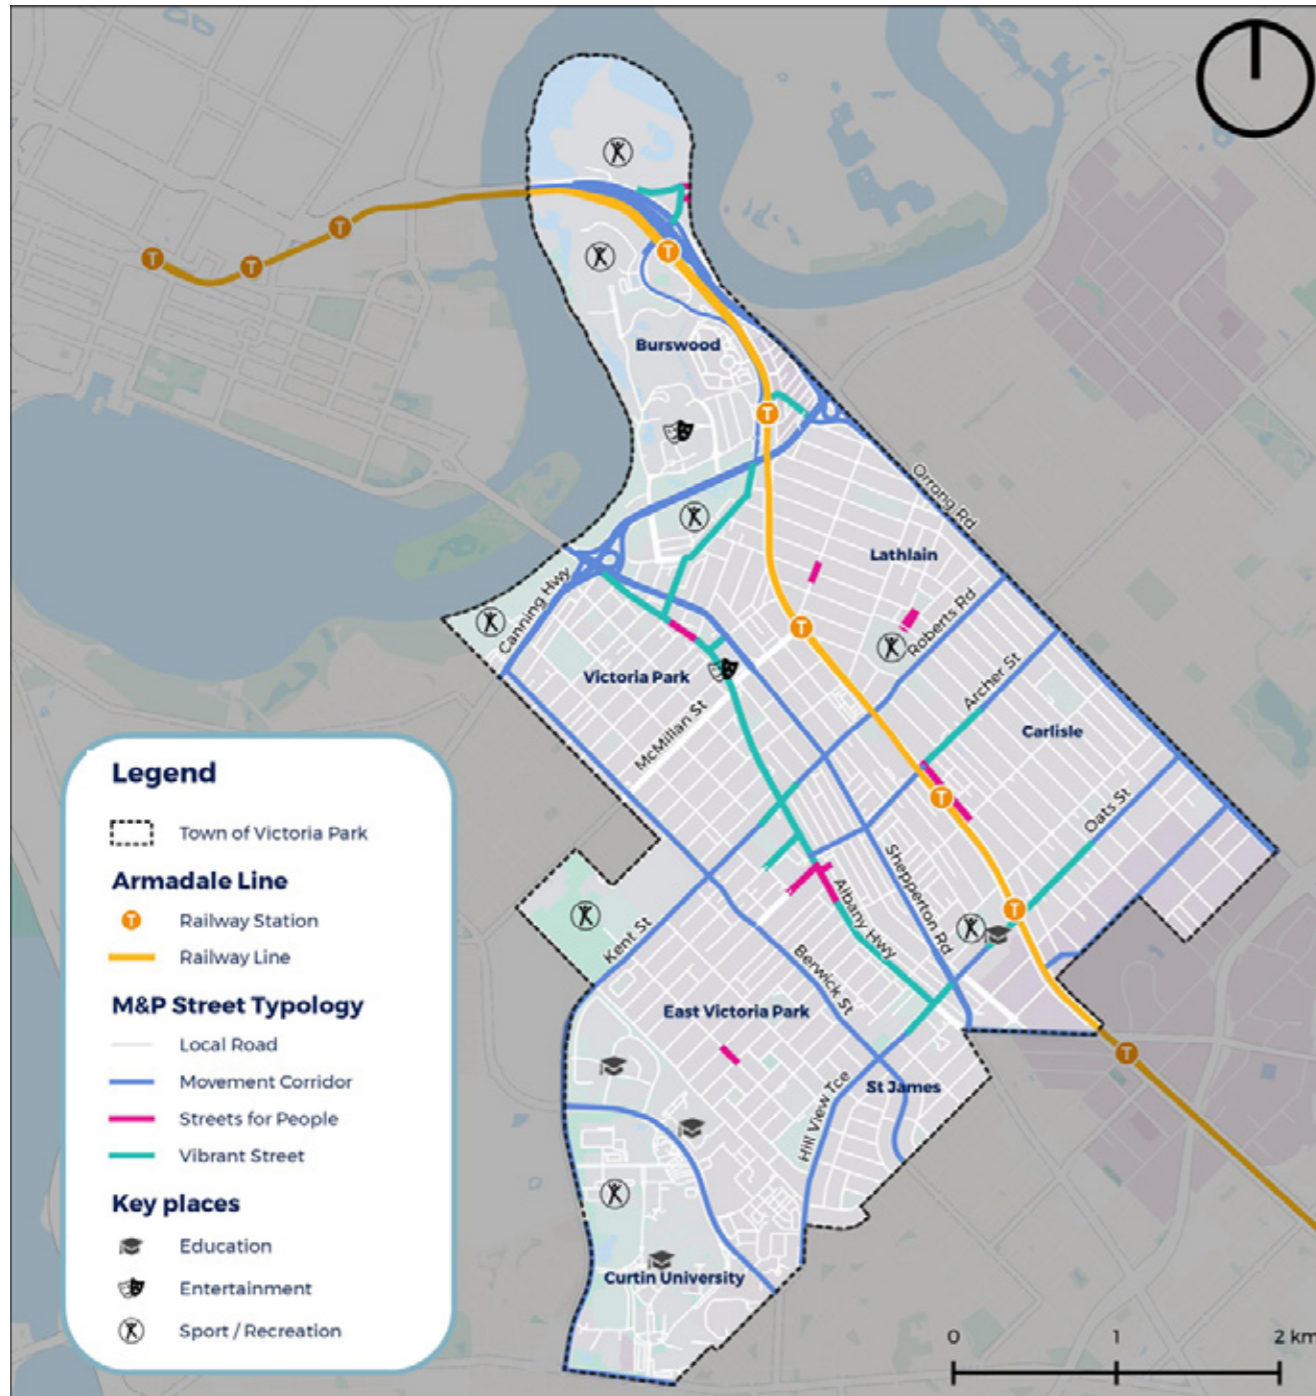 T
T
T
T
Burswood
T
Orrong Rd
Lathlain
Canning Hwy
Roberts Rd
T
Victoria Park
Archer St
McMillan St
Carlisle
T
Oats St
Shepperton Rd
Albany Hwy
T
Kent St
Berwick St
East Victoria Park
T
St James
Hill View Tce
Curtin University
Legend
Town of Victoria Park
Armadale Line
T Railway Station
Railway Line
M&P Street Typology
Local Road
Movement Corridor
Streets for People
Vibrant Street
Key places
Education
Entertainment
Sport / Recreation
0 1 2 km